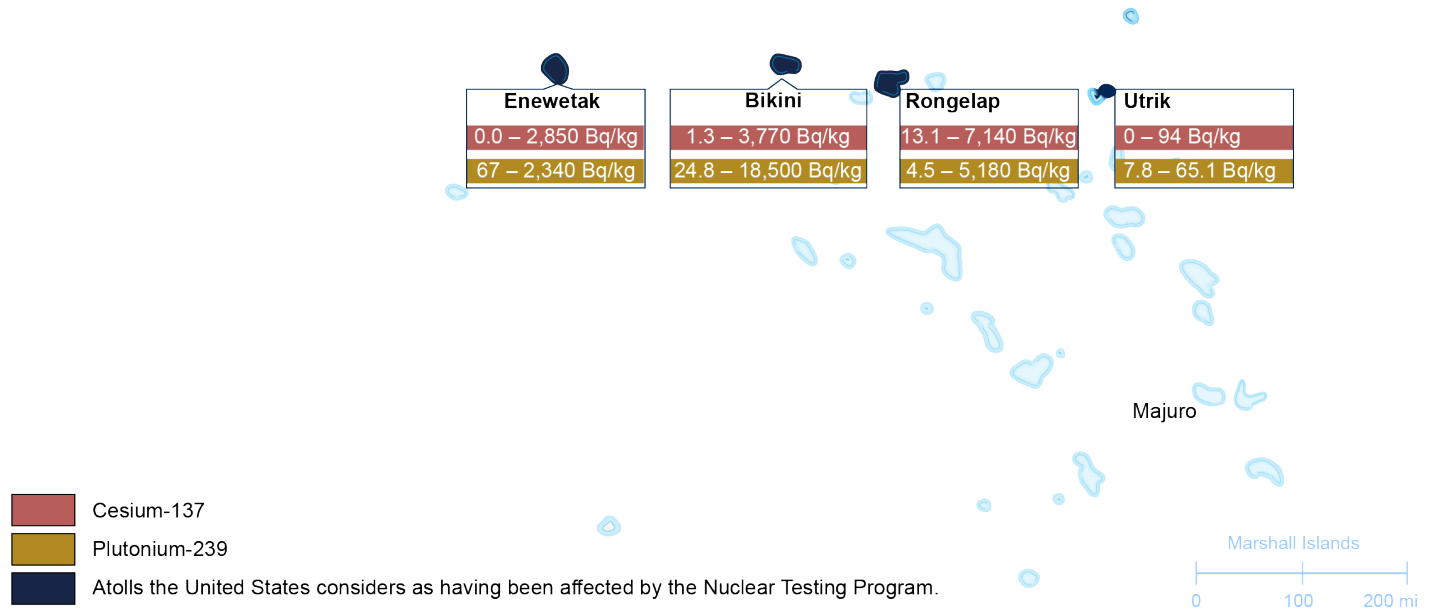 Enewetak
0.0 – 2,850 Bq/kg
67 – 2,340 Bq/kg
Bikini
1.3 – 3,770 Bq/kg
24.8 – 18,500 Bq/kg
Rongelap
13.1 – 7,140 Bq/kg
4.5 – 5,180 Bq/kg
Utrik
0 – 94 Bq/kg
7.8 – 65.1 Bq/kg
Majuro
Cesium-137
Plutonium-239
Atolls the United States considers as having been affected by the Nuclear Testing Program.
Marshall Islands
0 100 200 mi